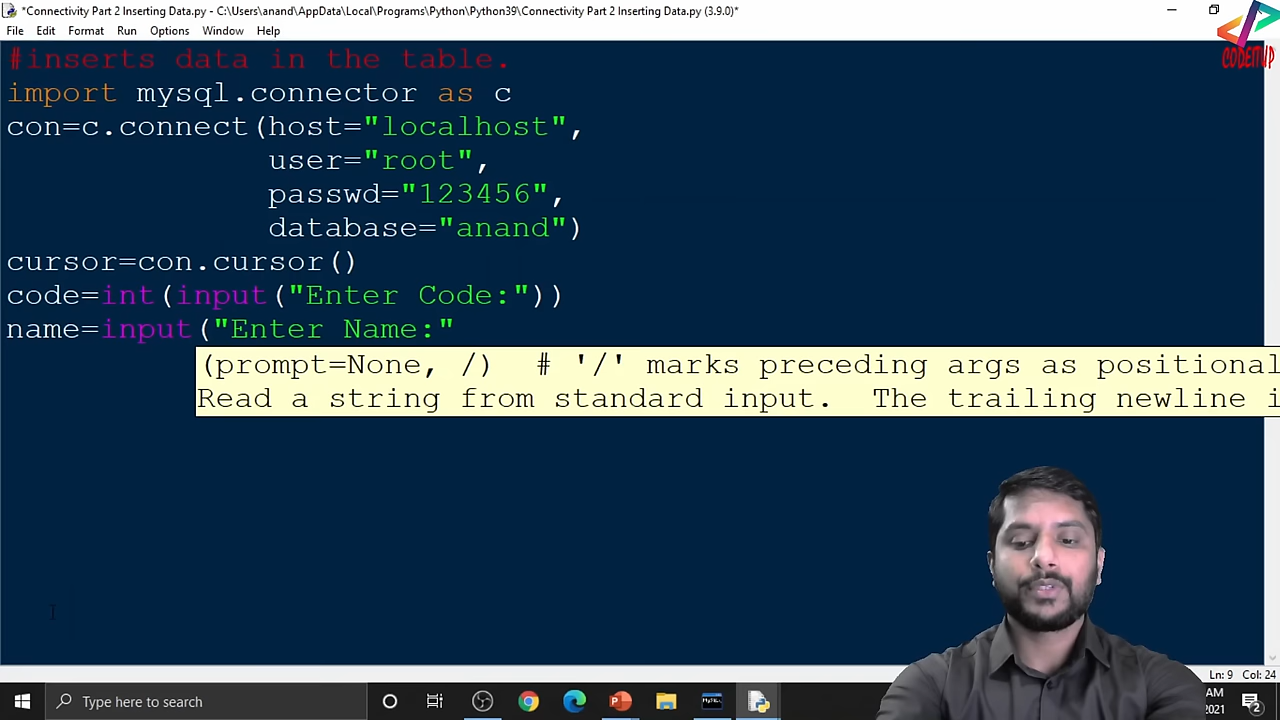 *Connectivity Part 2 Inserting Data.py - C:\Users\anand\AppData\Local\Programs\Python\Python39\Connectivity Part 2 Inserting Data.py (3.9.0)*
File Edit Format Run Options Window Help
CODEITUP
#inserts data in the table.
import mysql.connector as c
con=c.connect(host="localhost",
user="root",
passwd="123456",
database="anand")
cursor=con.cursor()
code=int(input("Enter Code:"))
name=input("Enter Name:"
(prompt=None, /) # '/' marks preceding args as positional
Read a string from standard input. The trailing newline i
Ln: 9 Col: 24
Type here to search
AM
2021
2